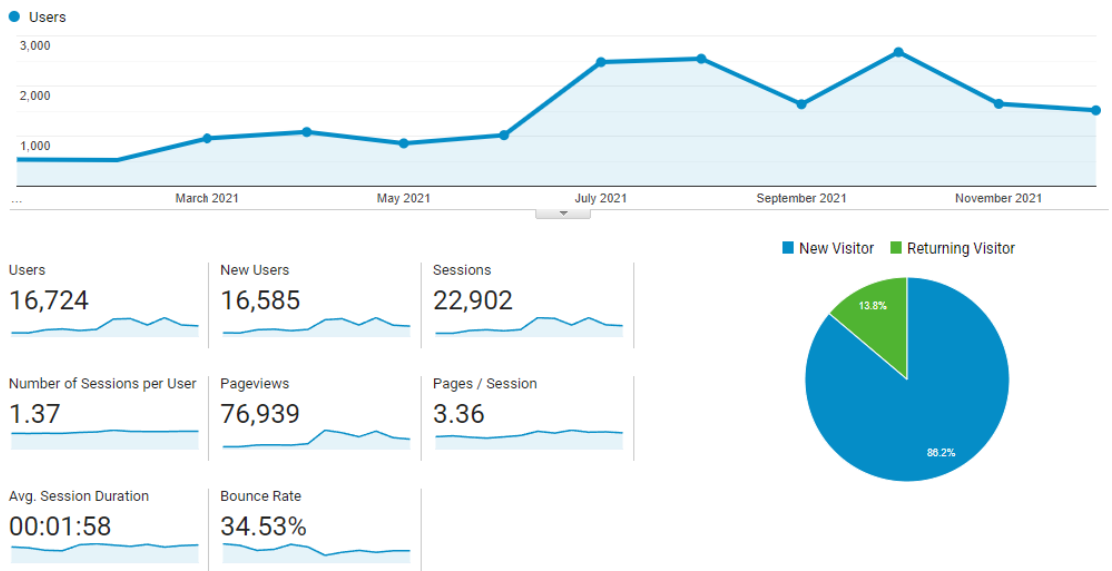 Users
3,000
2,000
1,000
...
March 2021
May 2021
July 2021
September 2021
November 2021
New Visitor
Returning Visitor
Users
16,724
New Users
16,585
Sessions
22,902
13.8%
86.2%
Number of Sessions per User
1.37
Pageviews
76,939
Pages / Session
3.36
Avg. Session Duration
00:01:58
Bounce Rate
34.53%